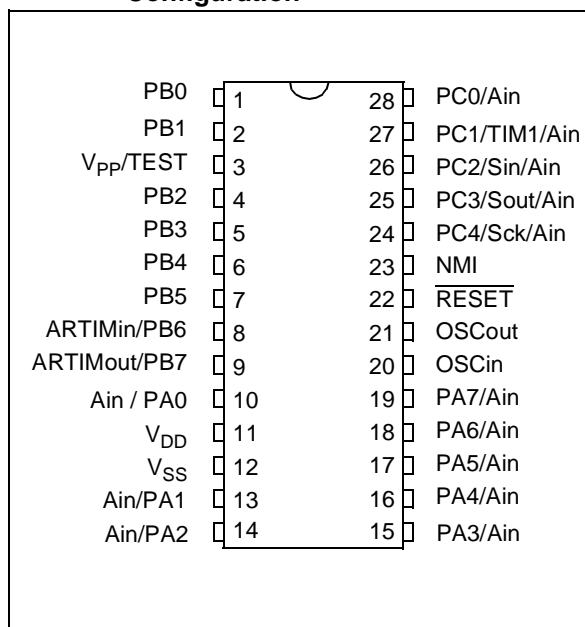 Configuration
PB0 1 28 PC0/Ain
PB1 2 27 PC1/TIM1/Ain
VPP/TEST 3 26 PC2/Sin/Ain
PB2 4 25 PC3/Sout/Ain
PB3 5 24 PC4/Sck/Ain
PB4 6 23 NMI
PB5 7 22 RESET
ARTIMin/PB6 8 21 OSCout
ARTIMout/PB7 9 20 OSCin
Ain / PA0 10 19 PA7/Ain
VDD 11 18 PA6/Ain
VSS 12 17 PA5/Ain
Ain/PA1 13 16 PA4/Ain
Ain/PA2 14 15 PA3/Ain